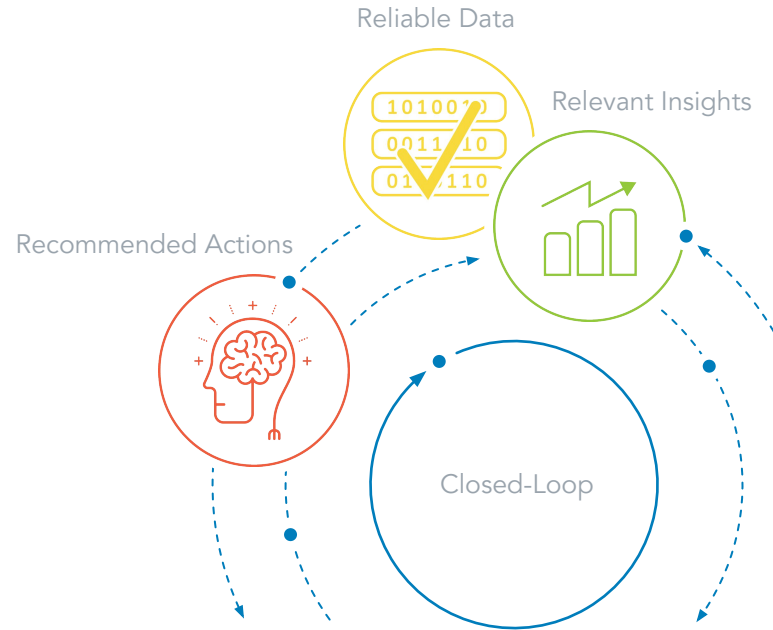 Reliable Data
Relevant Insights
Recommended Actions
Closed-Loop